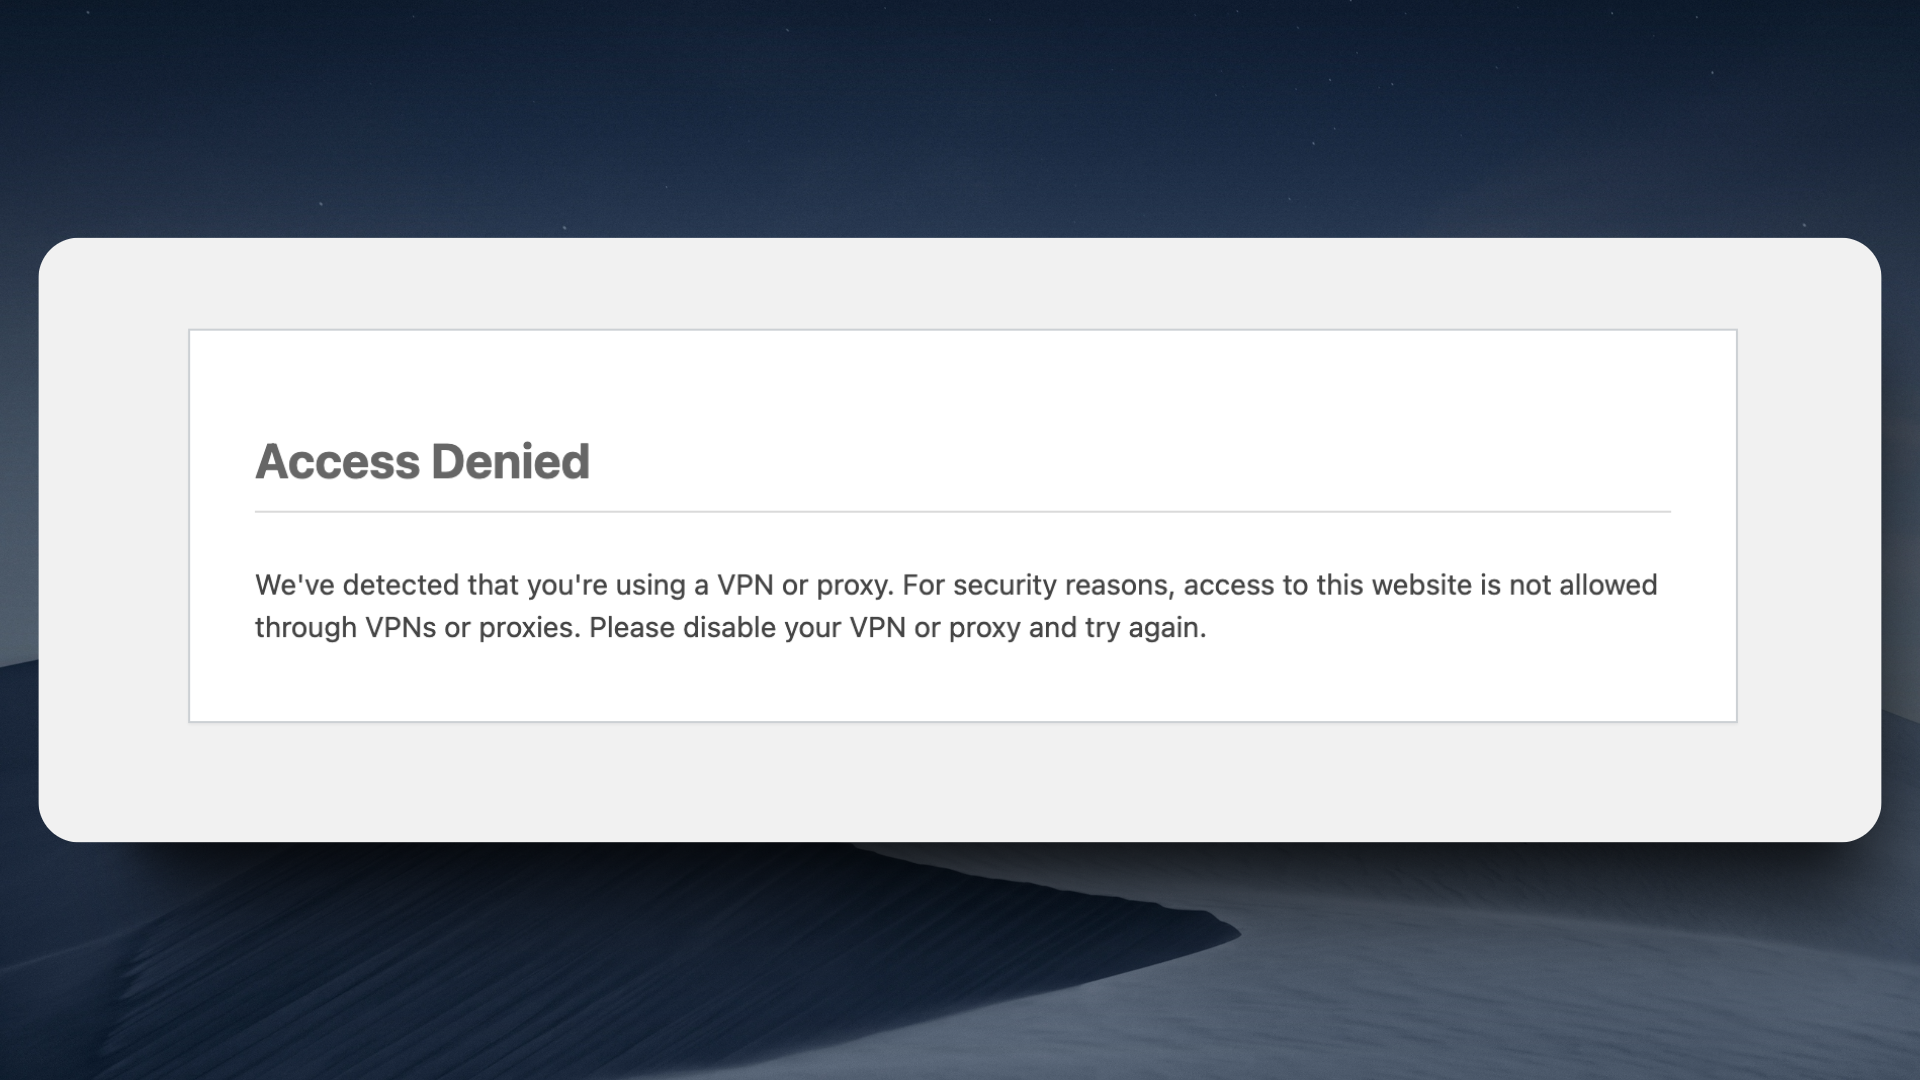 Access Denied
We've detected that you're using a VPN or proxy. For security reasons, access to this website is not allowed
through VPNs or proxies. Please disable your VPN or proxy and try again.